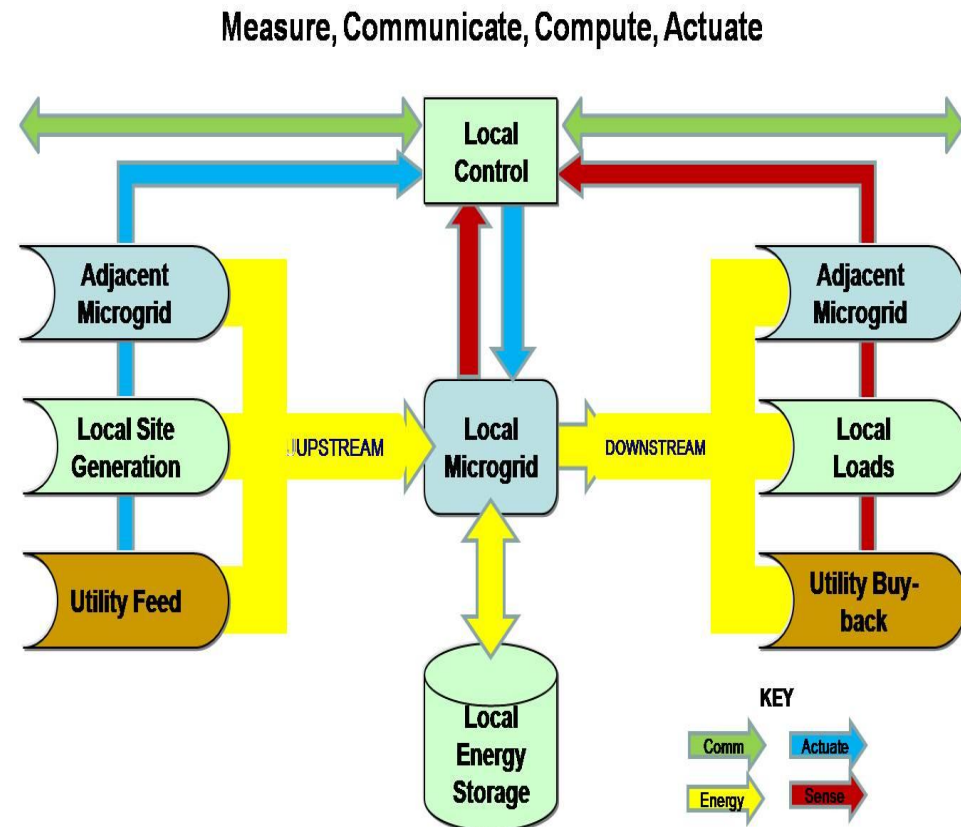 Measure, Communicate, Compute, Actuate
Local
Control
Adjacent
Microgrid
Adjacent
Microgrid
Local Site
Generation
JUPSTREAM
Local
Microgrid
DOWNSTREAM
Local
Loads
Utility Feed
Utility Buy-
back
Local
Energy
Storage
KEY
Comm
Actuate
Energy
Sense